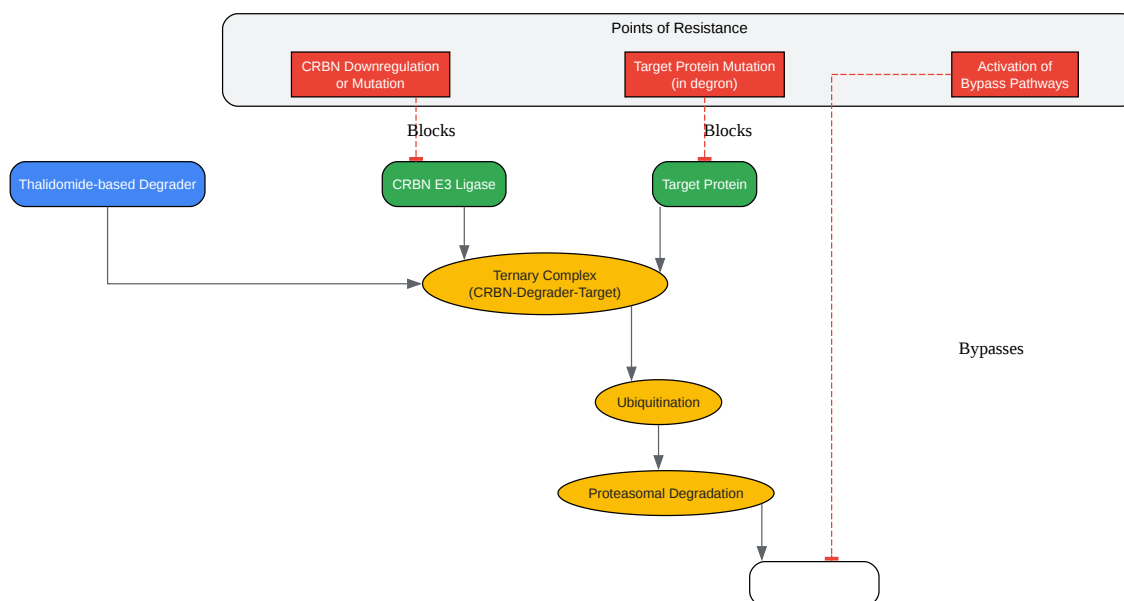 Points of Resistance
CRBN Downregulation
or Mutation
Target Protein Mutation
(in degron)
Activation of
Bypass Pathways
Blocks
Blocks
Thalidomide-based Degrader
CRBN E3 Ligase
Target Protein
Ternary Complex
(CRBN-Degrader-Target)
Bypasses
Ubiquitination
Proteasomal Degradation